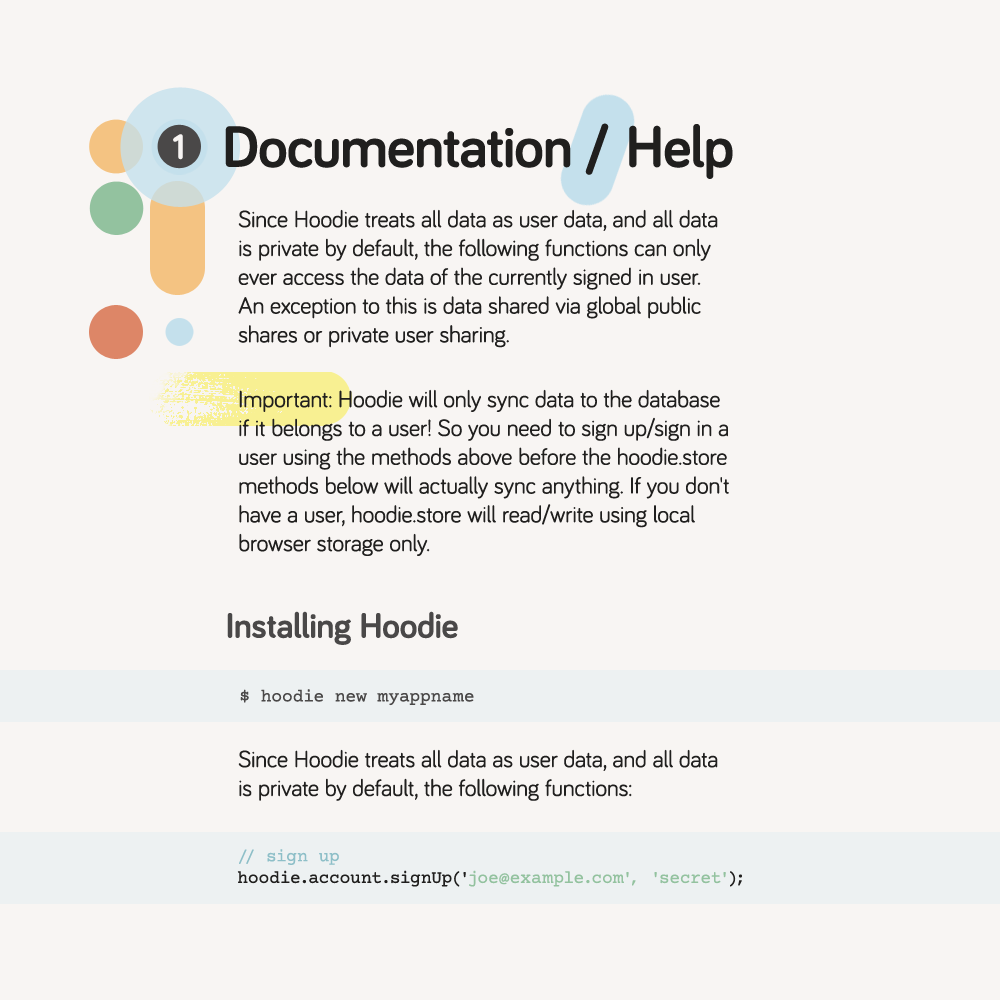 1 Documentation / Help
Since Hoodie treats all data as user data, and all data
is private by default, the following functions can only
ever access the data of the currently signed in user.
An exception to this is data shared via global public
shares or private user sharing.
Important: Hoodie will only sync data to the database
if it belongs to a user! So you need to sign up/sign in a
user using the methods above before the hoodie.store
methods below will actually sync anything. If you don't
have a user, hoodie.store will read/write using local
browser storage only.
Installing Hoodie
$ hoodie new myappname
Since Hoodie treats all data as user data, and all data
is private by default, the following functions:
// sign up
hoodie.account.signUp('joe@example.com', 'secret');